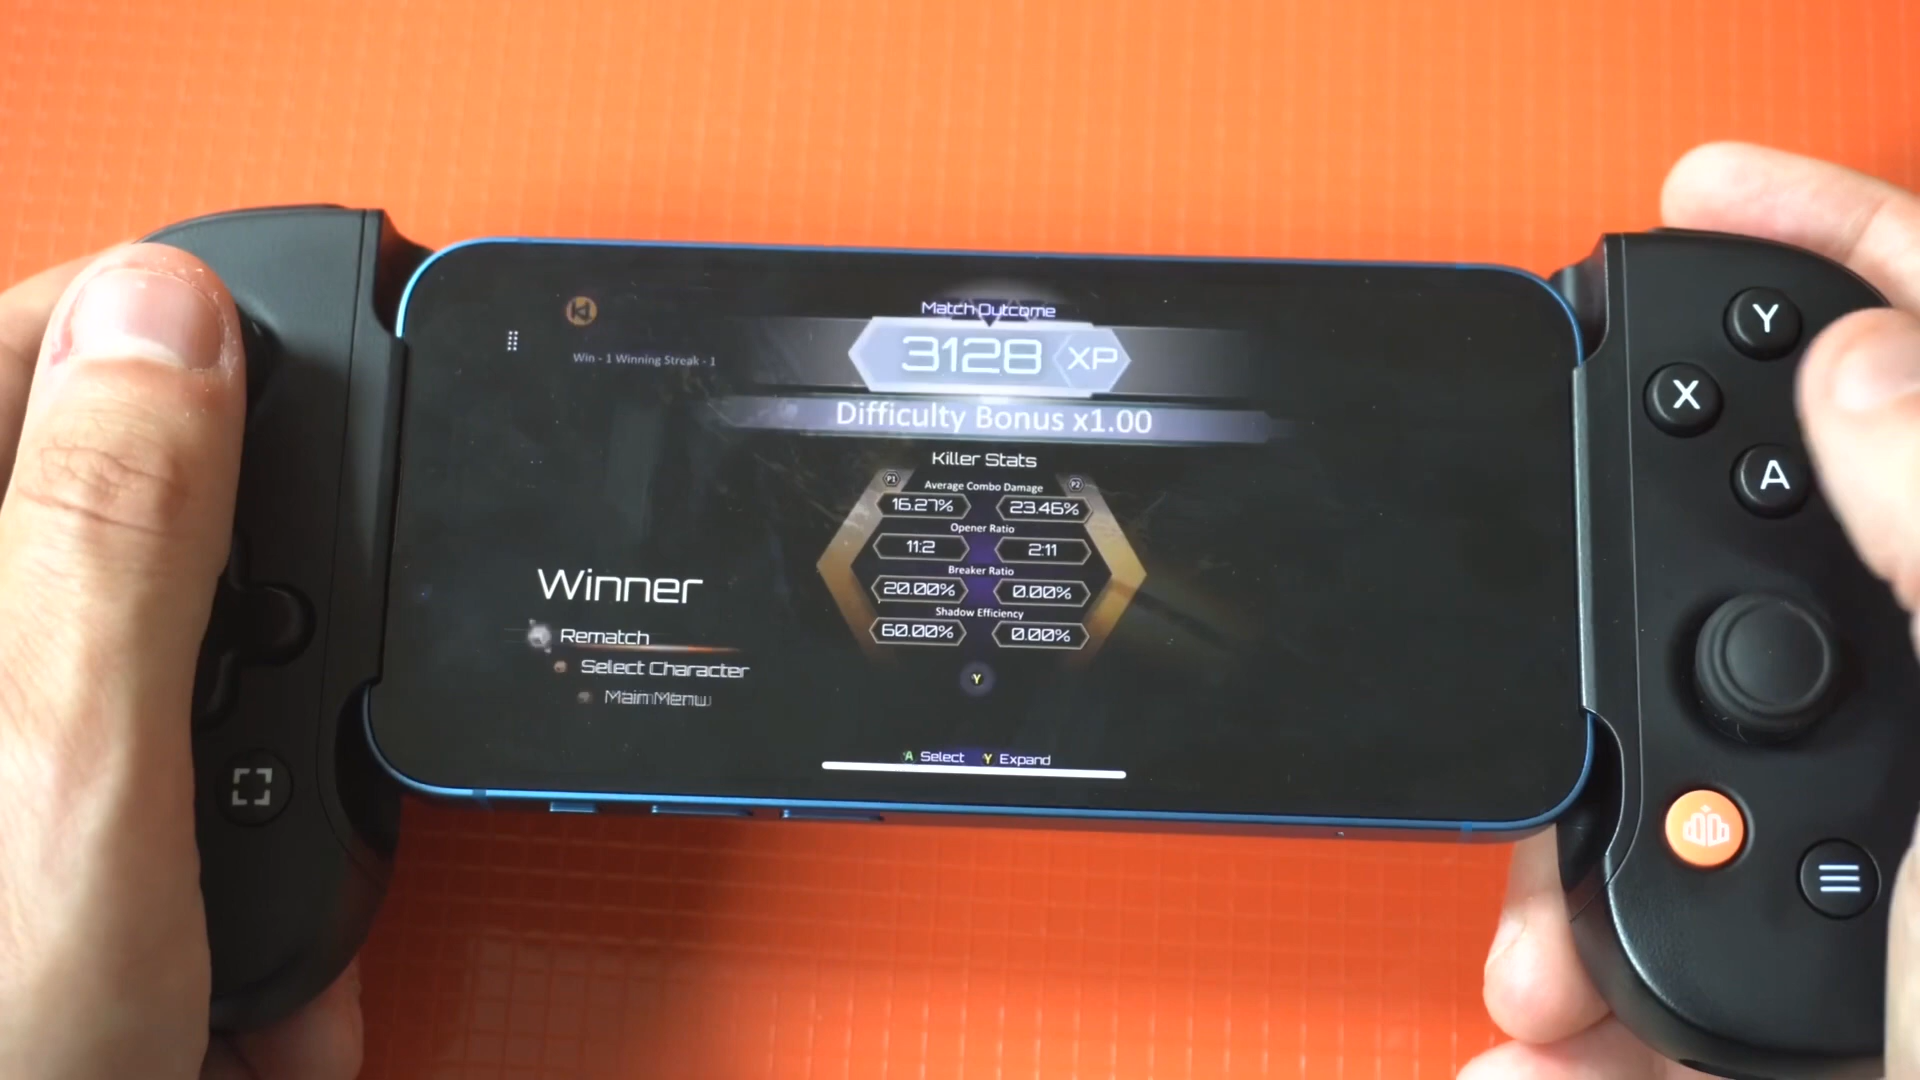 Match Outcome
3128 XP
Win - 1 Winning Streak - 1
Difficulty Bonus x1.00
Killer Stats
P1 P2
Average Combo Damage
16.27% 23.46%
Opener Ratio
11:2 2:11
Breaker Ratio
20.00% 0.00%
Shadow Efficiency
60.00% 0.00%
Y
Winner
Rematch
Select Character
Main Menu
A Select Y Expand
Y
X
A